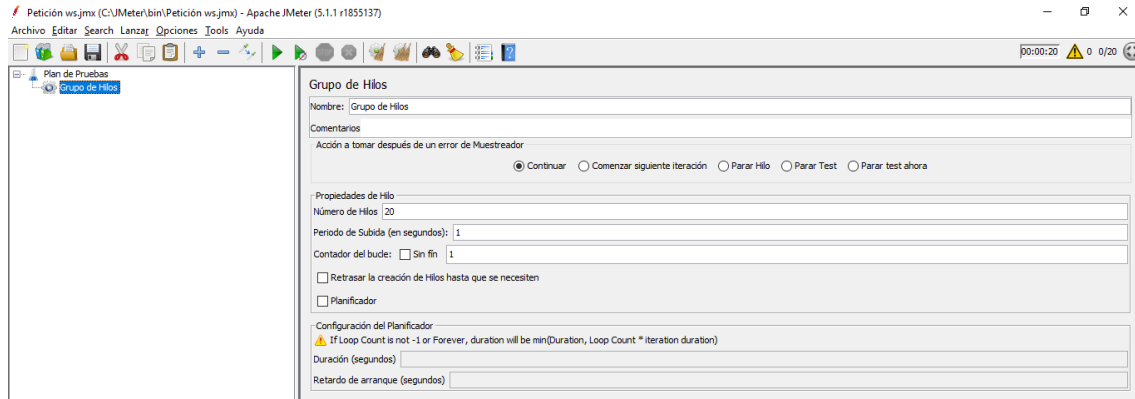 Petición ws.jmx (C:\JMeter\bin\Petición ws.jmx) - Apache JMeter (5.1.1 r1855137)
Archivo Editar Search Lanzar Opciones Tools Ayuda
00:00:20 0 0/20
Plan de Pruebas
Grupo de Hilos
Grupo de Hilos
Nombre: Grupo de Hilos
Comentarios
Acción a tomar después de un error de Muestreador
Continuar Comenzar siguiente iteración Parar Hilo Parar Test Parar test ahora
Propiedades de Hilo
Número de Hilos 20
Periodo de Subida (en segundos): 1
Contador del bucle: Sin fín 1
Retrasar la creación de Hilos hasta que se necesiten
Planificador
Configuración del Planificador
If Loop Count is not -1 or Forever, duration will be min(Duration, Loop Count * iteration duration)
Duración (segundos)
Retardo de arranque (segundos)